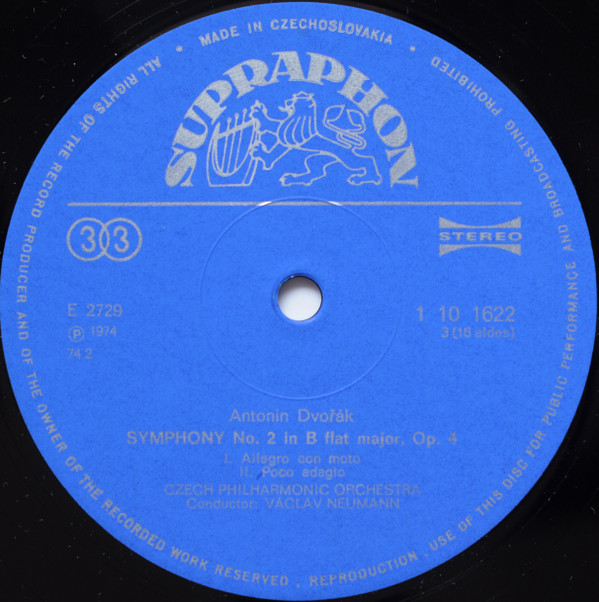 • MADE IN CZECHOSLOVAKIA •
ALL RIGHTS OF THE RECORD PRODUCER AND OF THE OWNER OF THE RECORDED WORK RESERVED . REPRODUCTION . USE OF THIS DISC FOR PUBLIC PERFORMANCE AND BROADCASTING PROHIBITED
SUPRAPHON
33
STEREO
E 2729
1 10 1622
Ⓟ 1974
3 (16 sides)
74 2
Antonín Dvořák
SYMPHONY No. 2 in B flat major, Op. 4
I. Allegro con moto
II. Poco adagio
CZECH PHILHARMONIC ORCHESTRA
Conductor: VÁCLAV NEUMANN